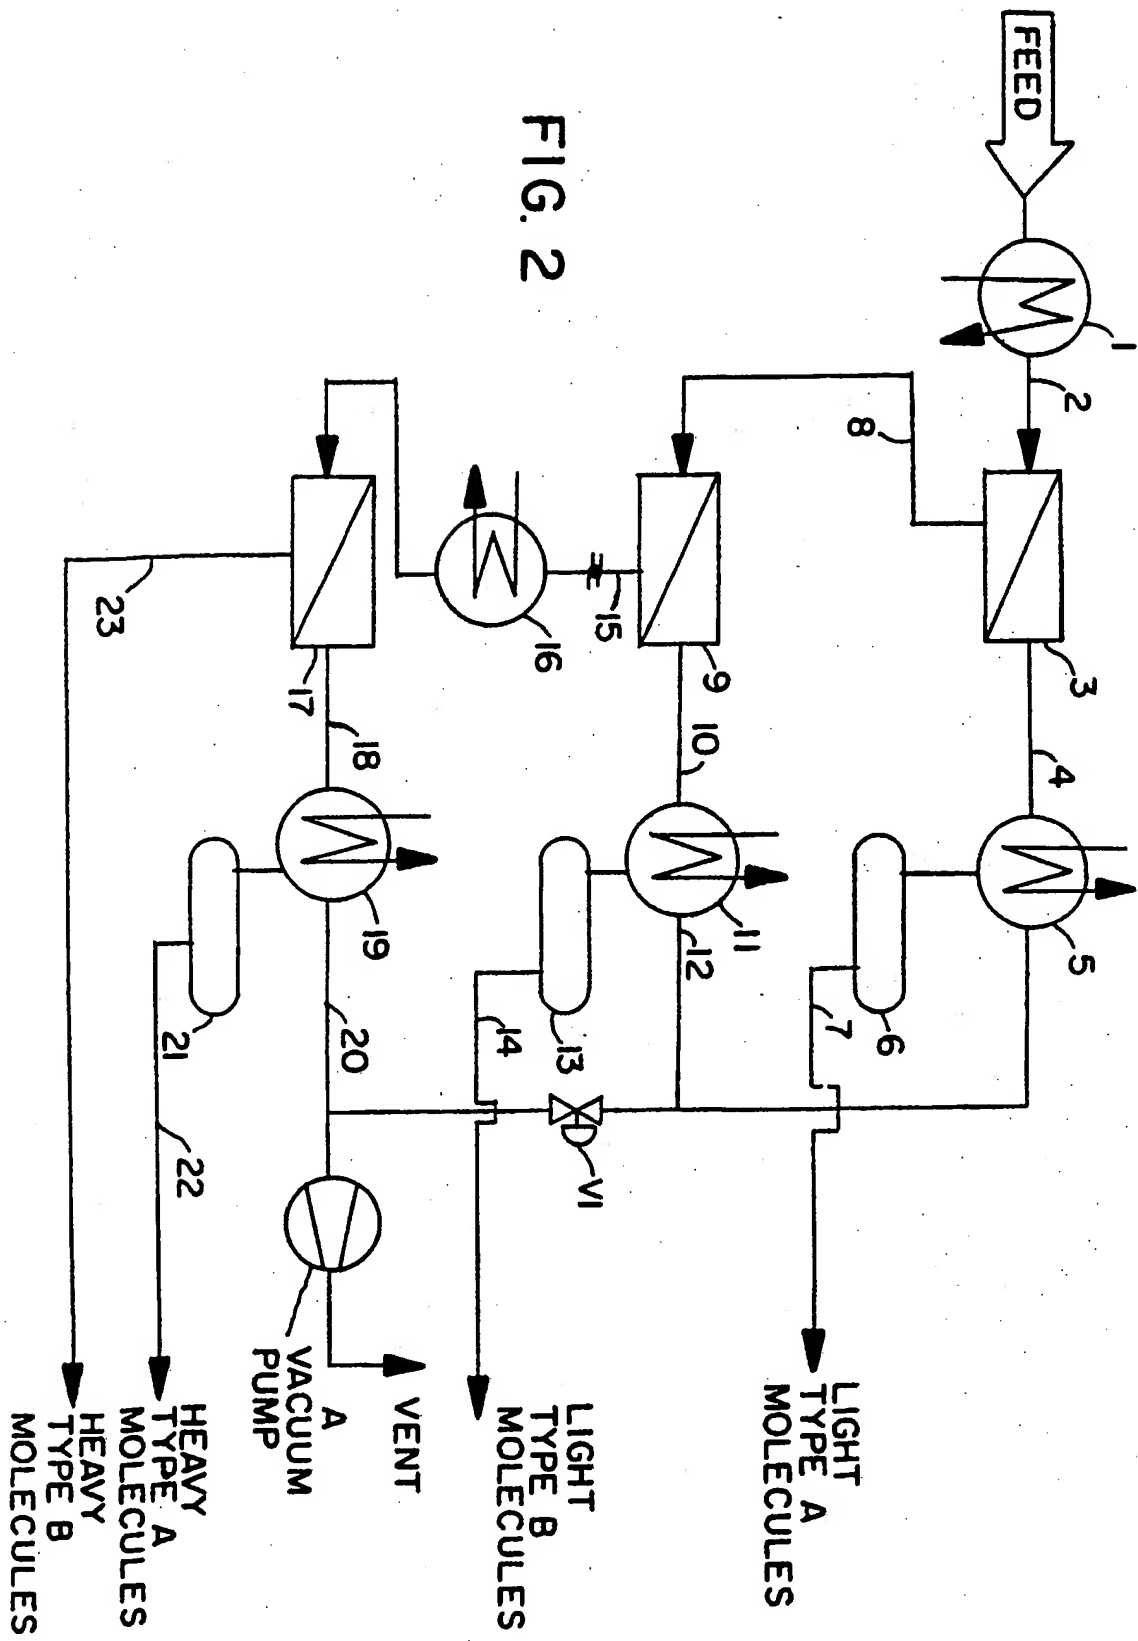 FEED
1
2
3
4
5
6
7
LIGHT
TYPE A
MOLECULES
8
9
10
11
12
13
14
V1
LIGHT
TYPE B
MOLECULES
15
16
17
18
19
20
21
22
23
A
VACUUM
PUMP
VENT
HEAVY
TYPE A
MOLECULES
HEAVY
TYPE B
MOLECULES
FIG. 2